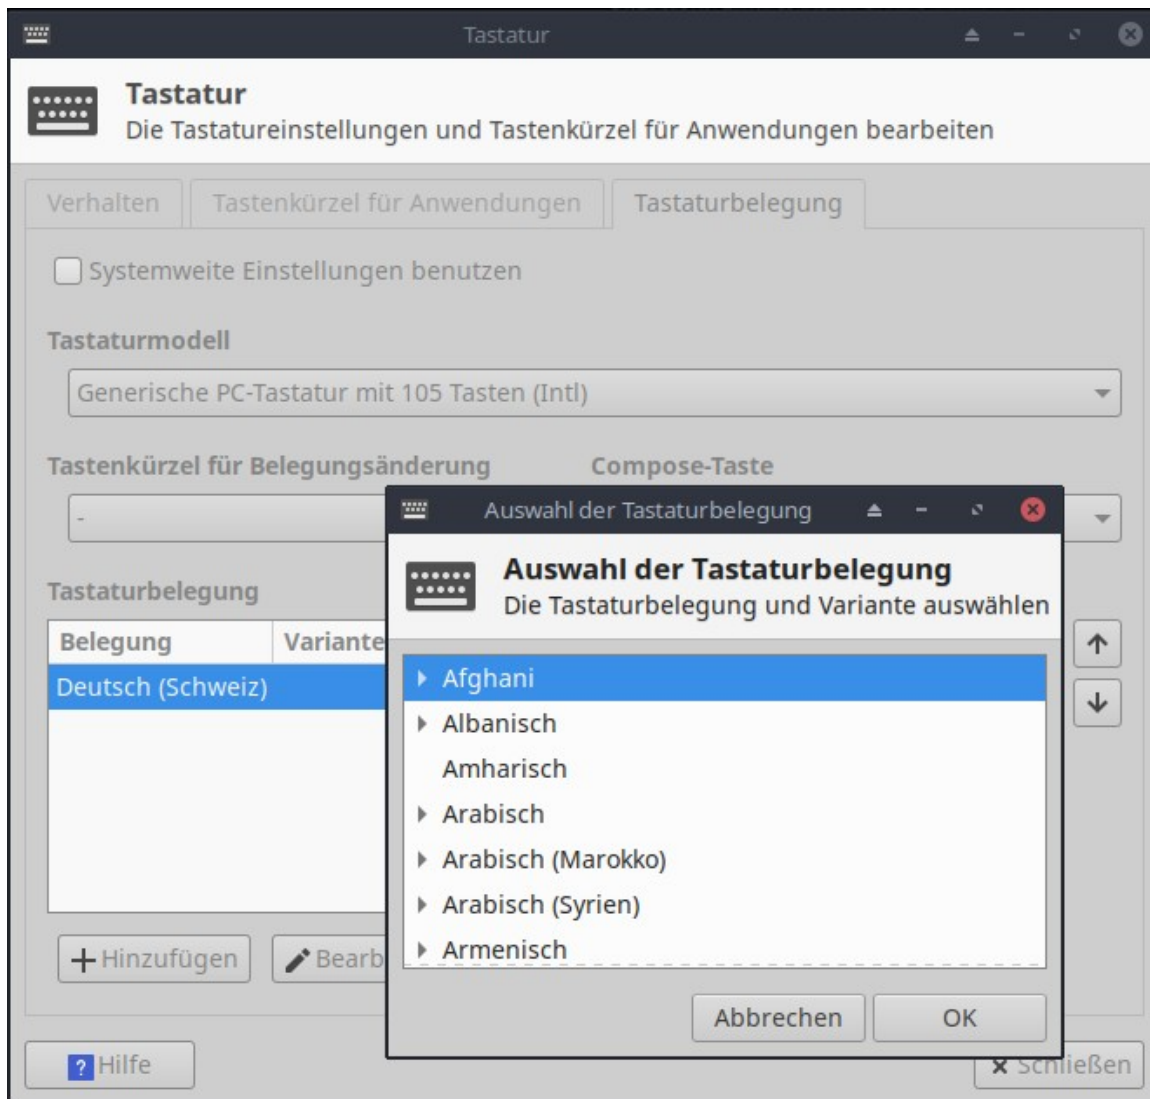 Tastatur
Tastatur
Die Tastatureinstellungen und Tastenkürzel für Anwendungen bearbeiten
Verhalten Tastenkürzel für Anwendungen Tastaturbelegung
Systemweite Einstellungen benutzen
Tastaturmodell
Generische PC-Tastatur mit 105 Tasten (Intl)
Tastenkürzel für Belegungsänderung Compose-Taste
-
Tastaturbelegung
Belegung Variante
Deutsch (Schweiz)
Hinzufügen Bearb
Hilfe Schließen
Auswahl der Tastaturbelegung
Auswahl der Tastaturbelegung
Die Tastaturbelegung und Variante auswählen
Afghani
Albanisch
Amharisch
Arabisch
Arabisch (Marokko)
Arabisch (Syrien)
Armenisch
Abbrechen OK